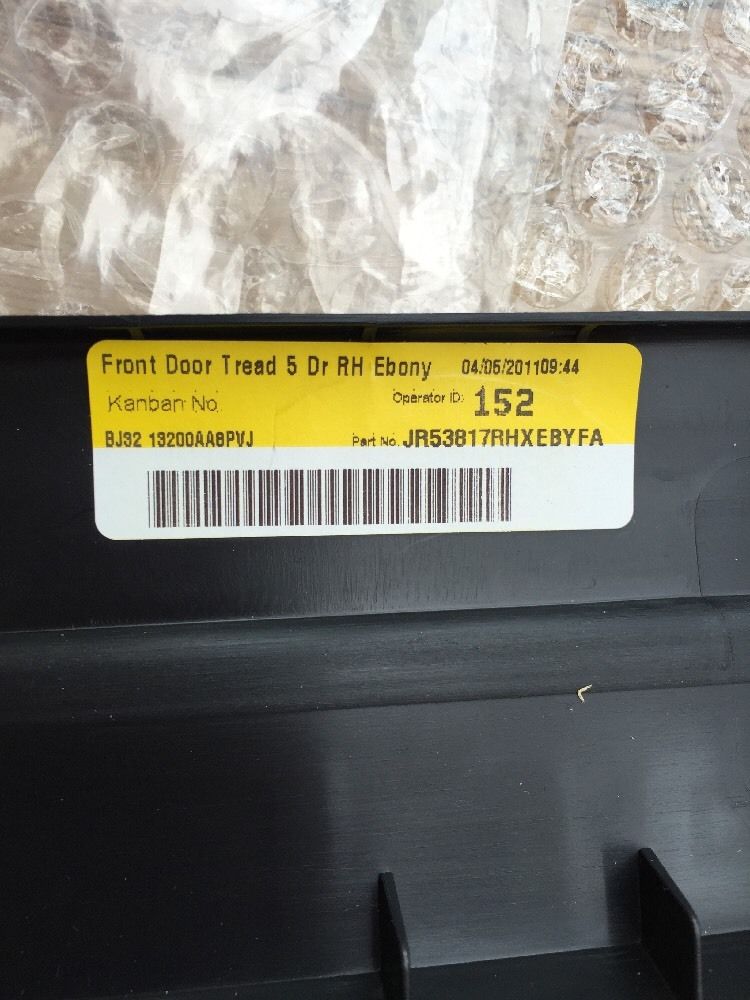 Front Door Tread 5 Dr RH Ebony 04/05/201109:44
Kanban No. Operator ID: 152
BJ32 13200AA8PVJ Part No. JR53817RHXEBYFA